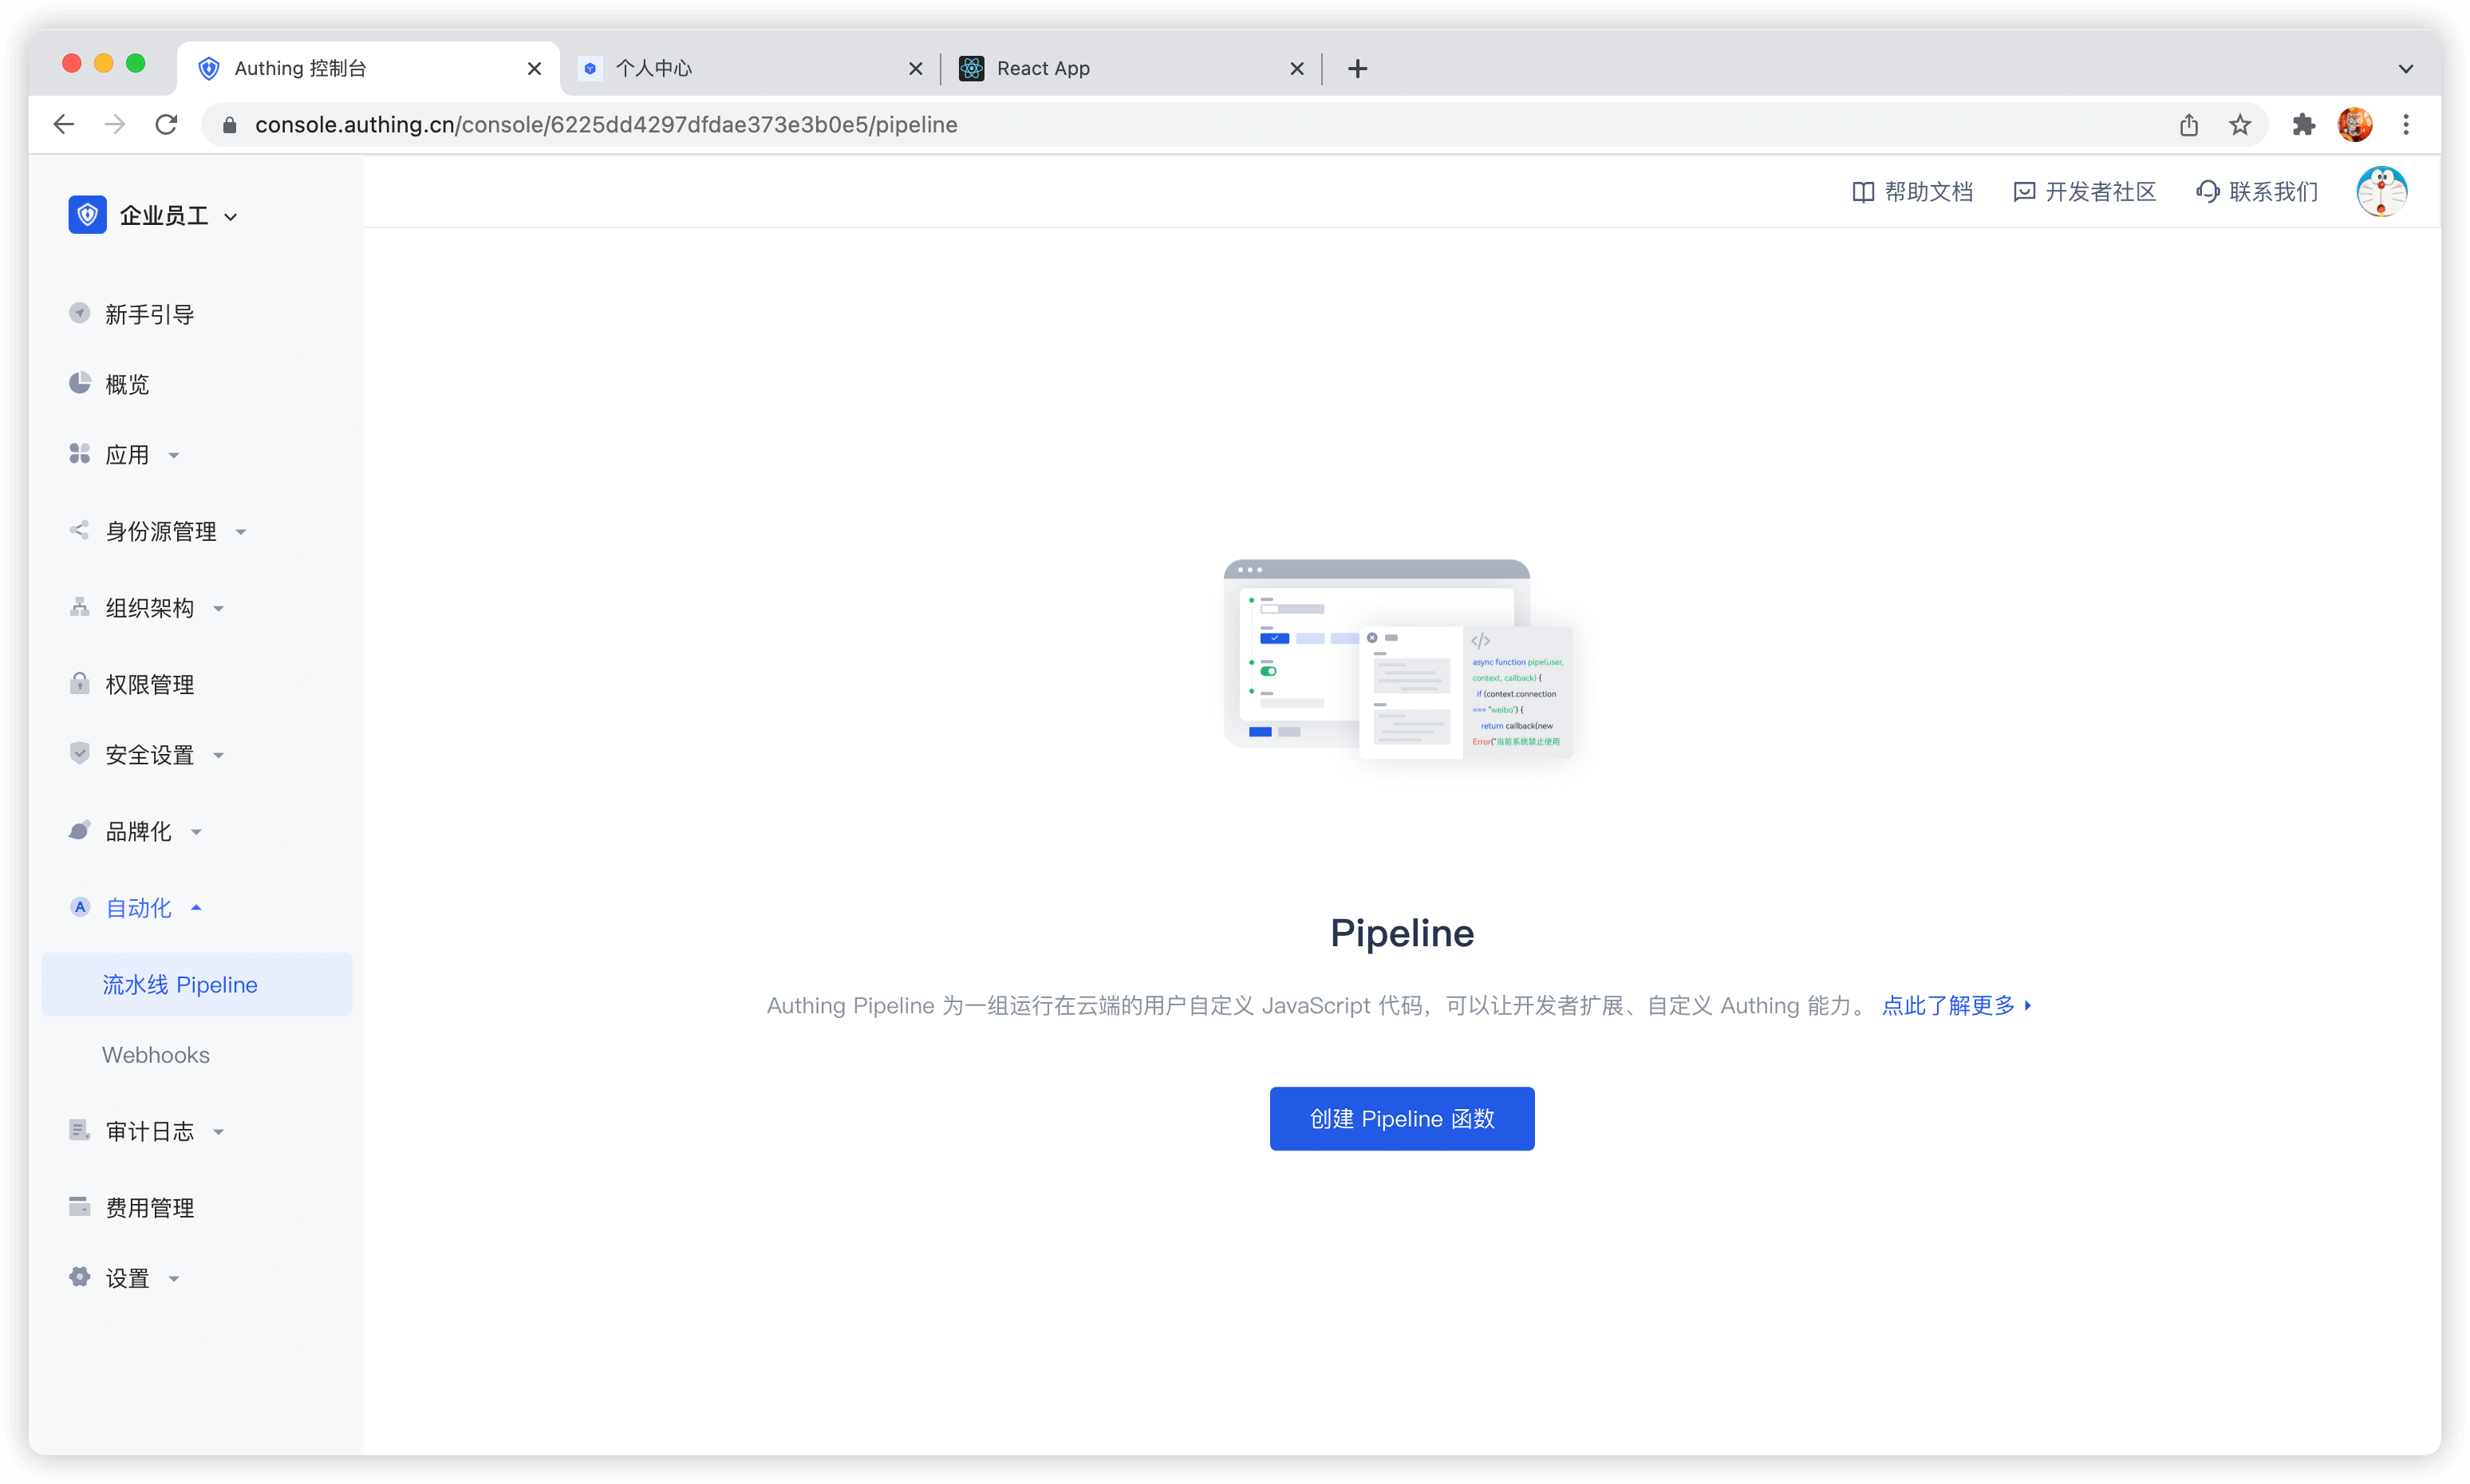 Authing 控制台
个人中心
React App
console.authing.cn/console/6225dd4297dfdae373e3b0e5/pipeline
企业员工
帮助文档
开发者社区
联系我们
新手引导
概览
应用
身份源管理
组织架构
权限管理
安全设置
品牌化
A 自动化
流水线 Pipeline
Webhooks
审计日志
费用管理
设置
</>
async function pipe(user,
context, callback) {
if (context.connection
=== "weibo") {
return callback(new
Error("当前系统禁止使用
Pipeline
Authing Pipeline 为一组运行在云端的用户自定义 JavaScript 代码，可以让开发者扩展、自定义 Authing 能力。 点此了解更多
创建 Pipeline 函数